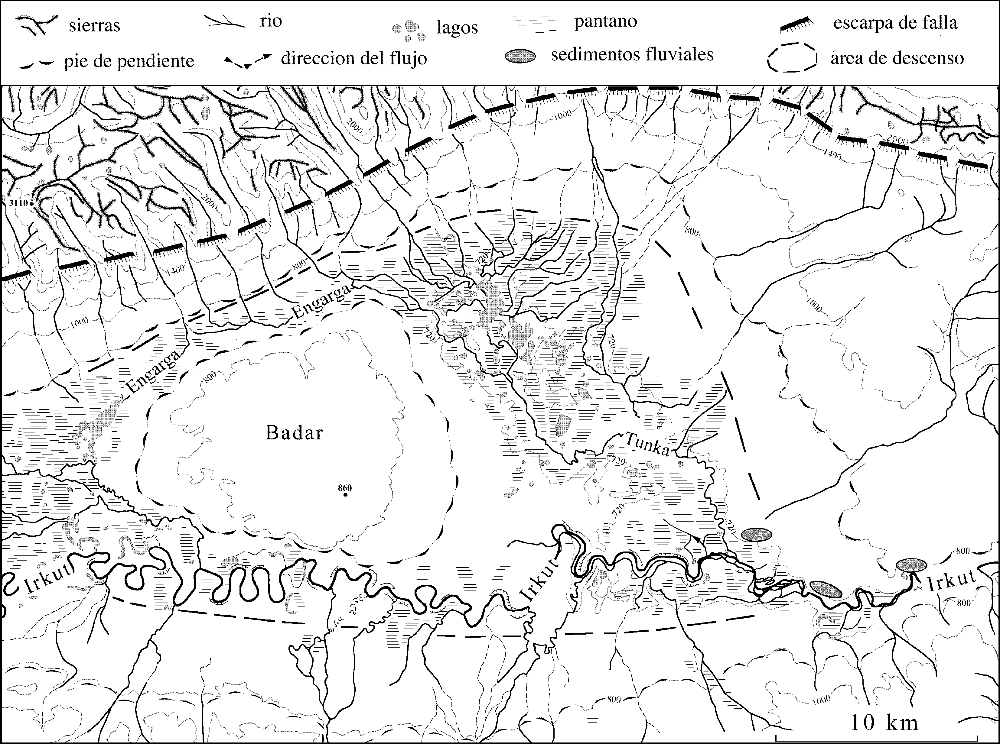 sierras
rio
lagos
pantano
escarpa de falla
pie de pendiente
direccion del flujo
sedimentos fluviales
área de descenso
2000
1000
2000
1400
3110
2000
800
1400
800
720
1000
1000
Engarga
720
720
Engarga
800
Badar
Tunka
720
860
720
720
Irkut
Irkut
Irkut
800
800
800
1000
10 km